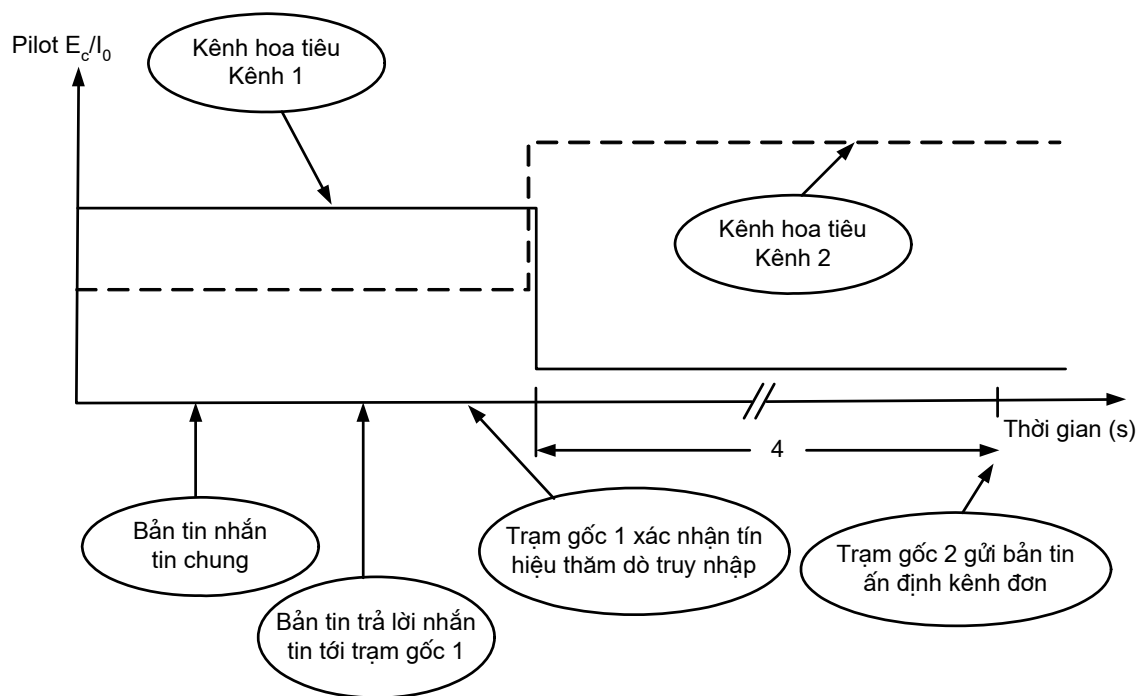 Pilot E_c/I_0
Kênh hoa tiêu
Kênh 1
Kênh hoa tiêu
Kênh 2
Thời gian (s)
4
Bản tin nhắn
tin chung
Bản tin trả lời nhắn
tin tới trạm gốc 1
Trạm gốc 1 xác nhận tín
hiệu thăm dò truy nhập
Trạm gốc 2 gửi bản tin
ấn định kênh đơn